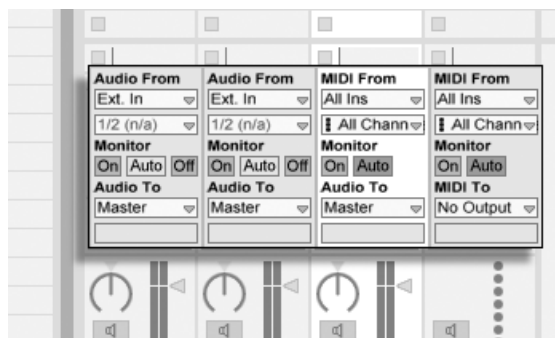 Audio From
Ext. In
1/2 (n/a)
Monitor
On Auto Off
Audio To
Master
Audio From
Ext. In
1/2 (n/a)
Monitor
On Auto Off
Audio To
Master
MIDI From
All Ins
All Chann
Monitor
On Auto
Audio To
Master
MIDI From
All Ins
All Chann
Monitor
On Auto
MIDI To
No Output